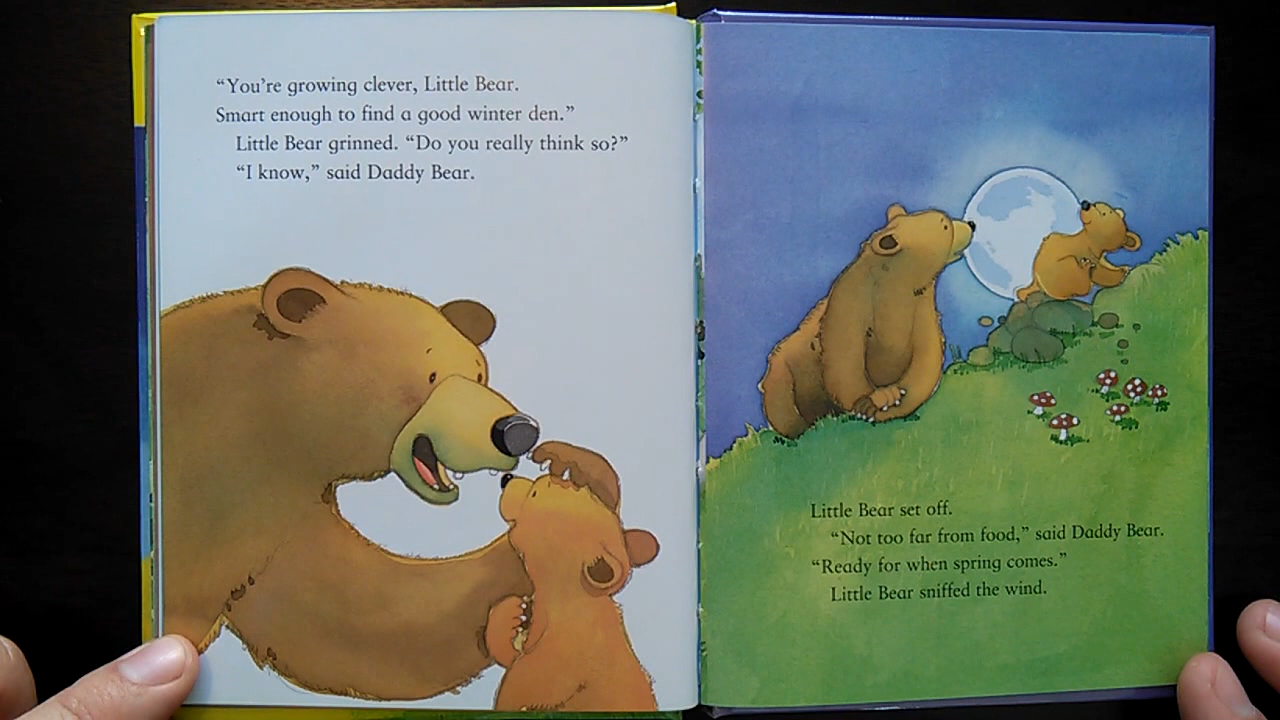 “You’re growing clever, Little Bear.
Smart enough to find a good winter den.”
Little Bear grinned. “Do you really think so?”
“I know,” said Daddy Bear.
Little Bear set off.
“Not too far from food,” said Daddy Bear.
“Ready for when spring comes.”
Little Bear sniffed the wind.